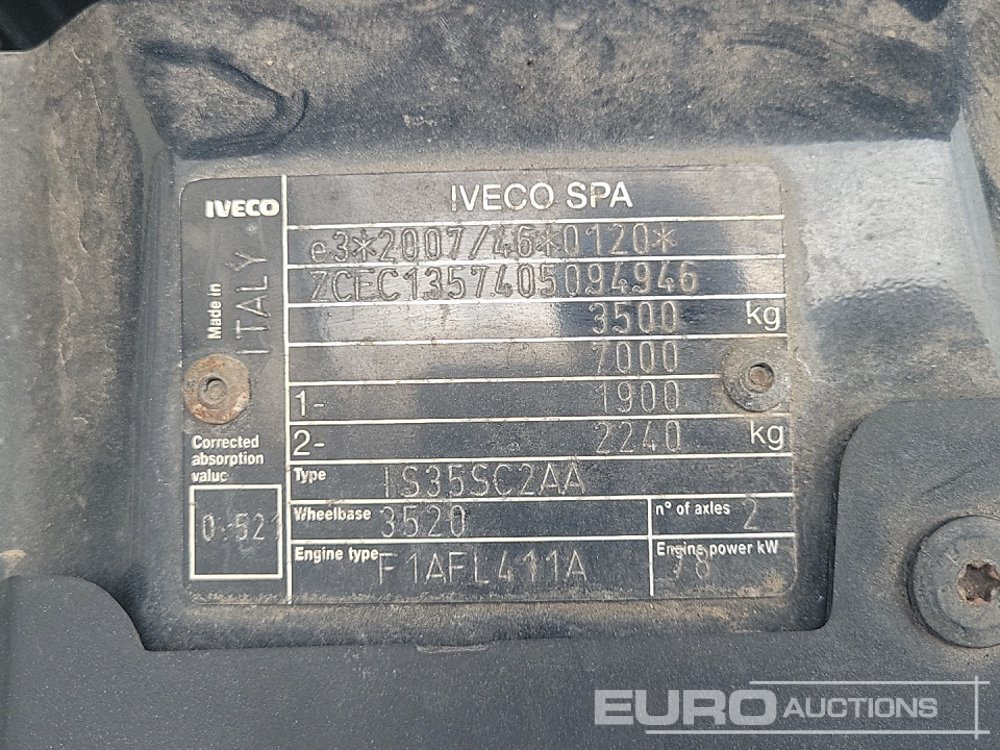 IVECO
IVECO SPA
e3*2007/46*0120*
ZCEC1357405094946
Made in
ITALY
3500 kg
7000
1- 1900
2- 2240 kg
Corrected
absorption
value
0.521
Type IS35SC2AA
Wheelbase 3520
n° of axles 2
Engine type F1AFL411A
Engine power kW
78
EURO AUCTIONS